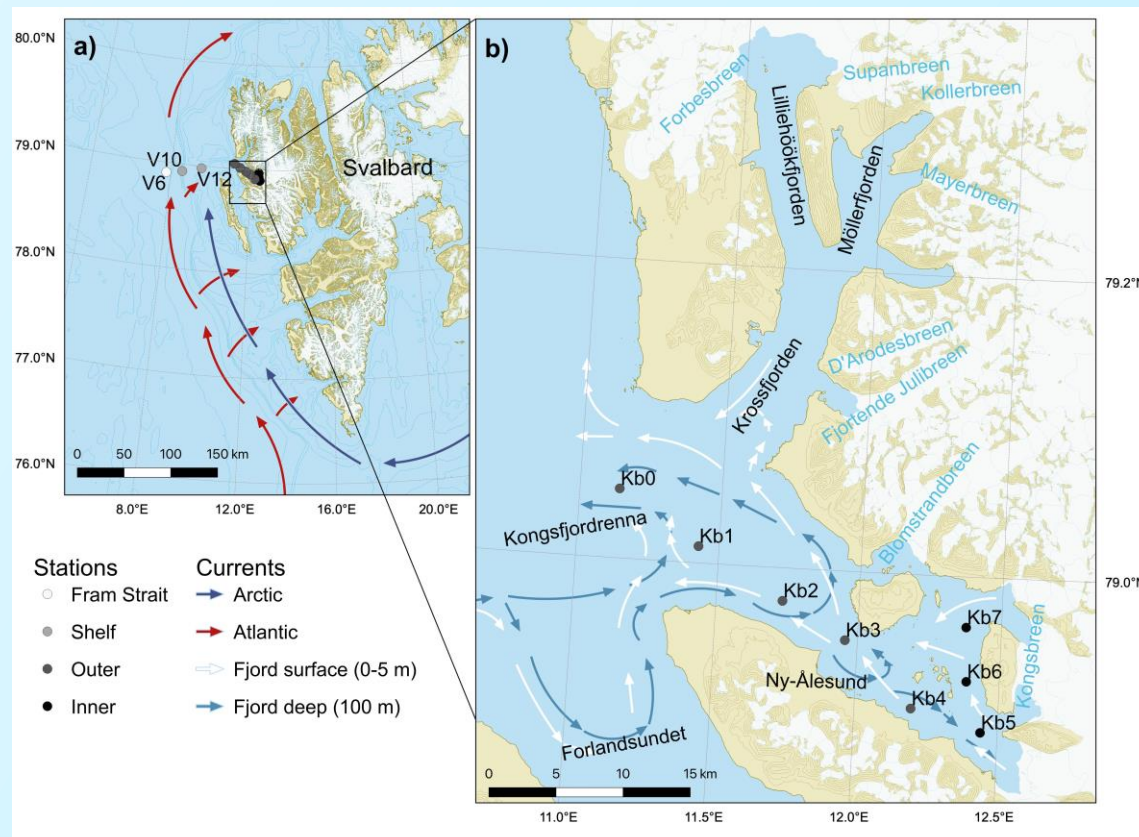 a)
80.0°N
79.0°N
78.0°N
77.0°N
76.0°N
V10
V6
V12
Svalbard
0 50 100 150 km
8.0°E 12.0°E 16.0°E 20.0°E
Stations
Fram Strait
Shelf
Outer
Inner
Currents
Arctic
Atlantic
Fjord surface (0-5 m)
Fjord deep (100 m)
b)
Forbesbreen
Lilliehöökfjorden
Supanbreen
Kollerbreen
Möllerfjorden
Mayerbreen
79.2°N
D'Arodesbreen
Fjortende Julibreen
Krossfjorden
Blomstrandbreen
Kb0
Kongsfjordrenna
Kb1
79.0°N
Kb2
Kb3
Kb7
Kongsbreen
Kb6
Ny-Ålesund
Kb4
Kb5
Forlandsundet
0 5 10 15 km
11.0°E 11.5°E 12.0°E 12.5°E